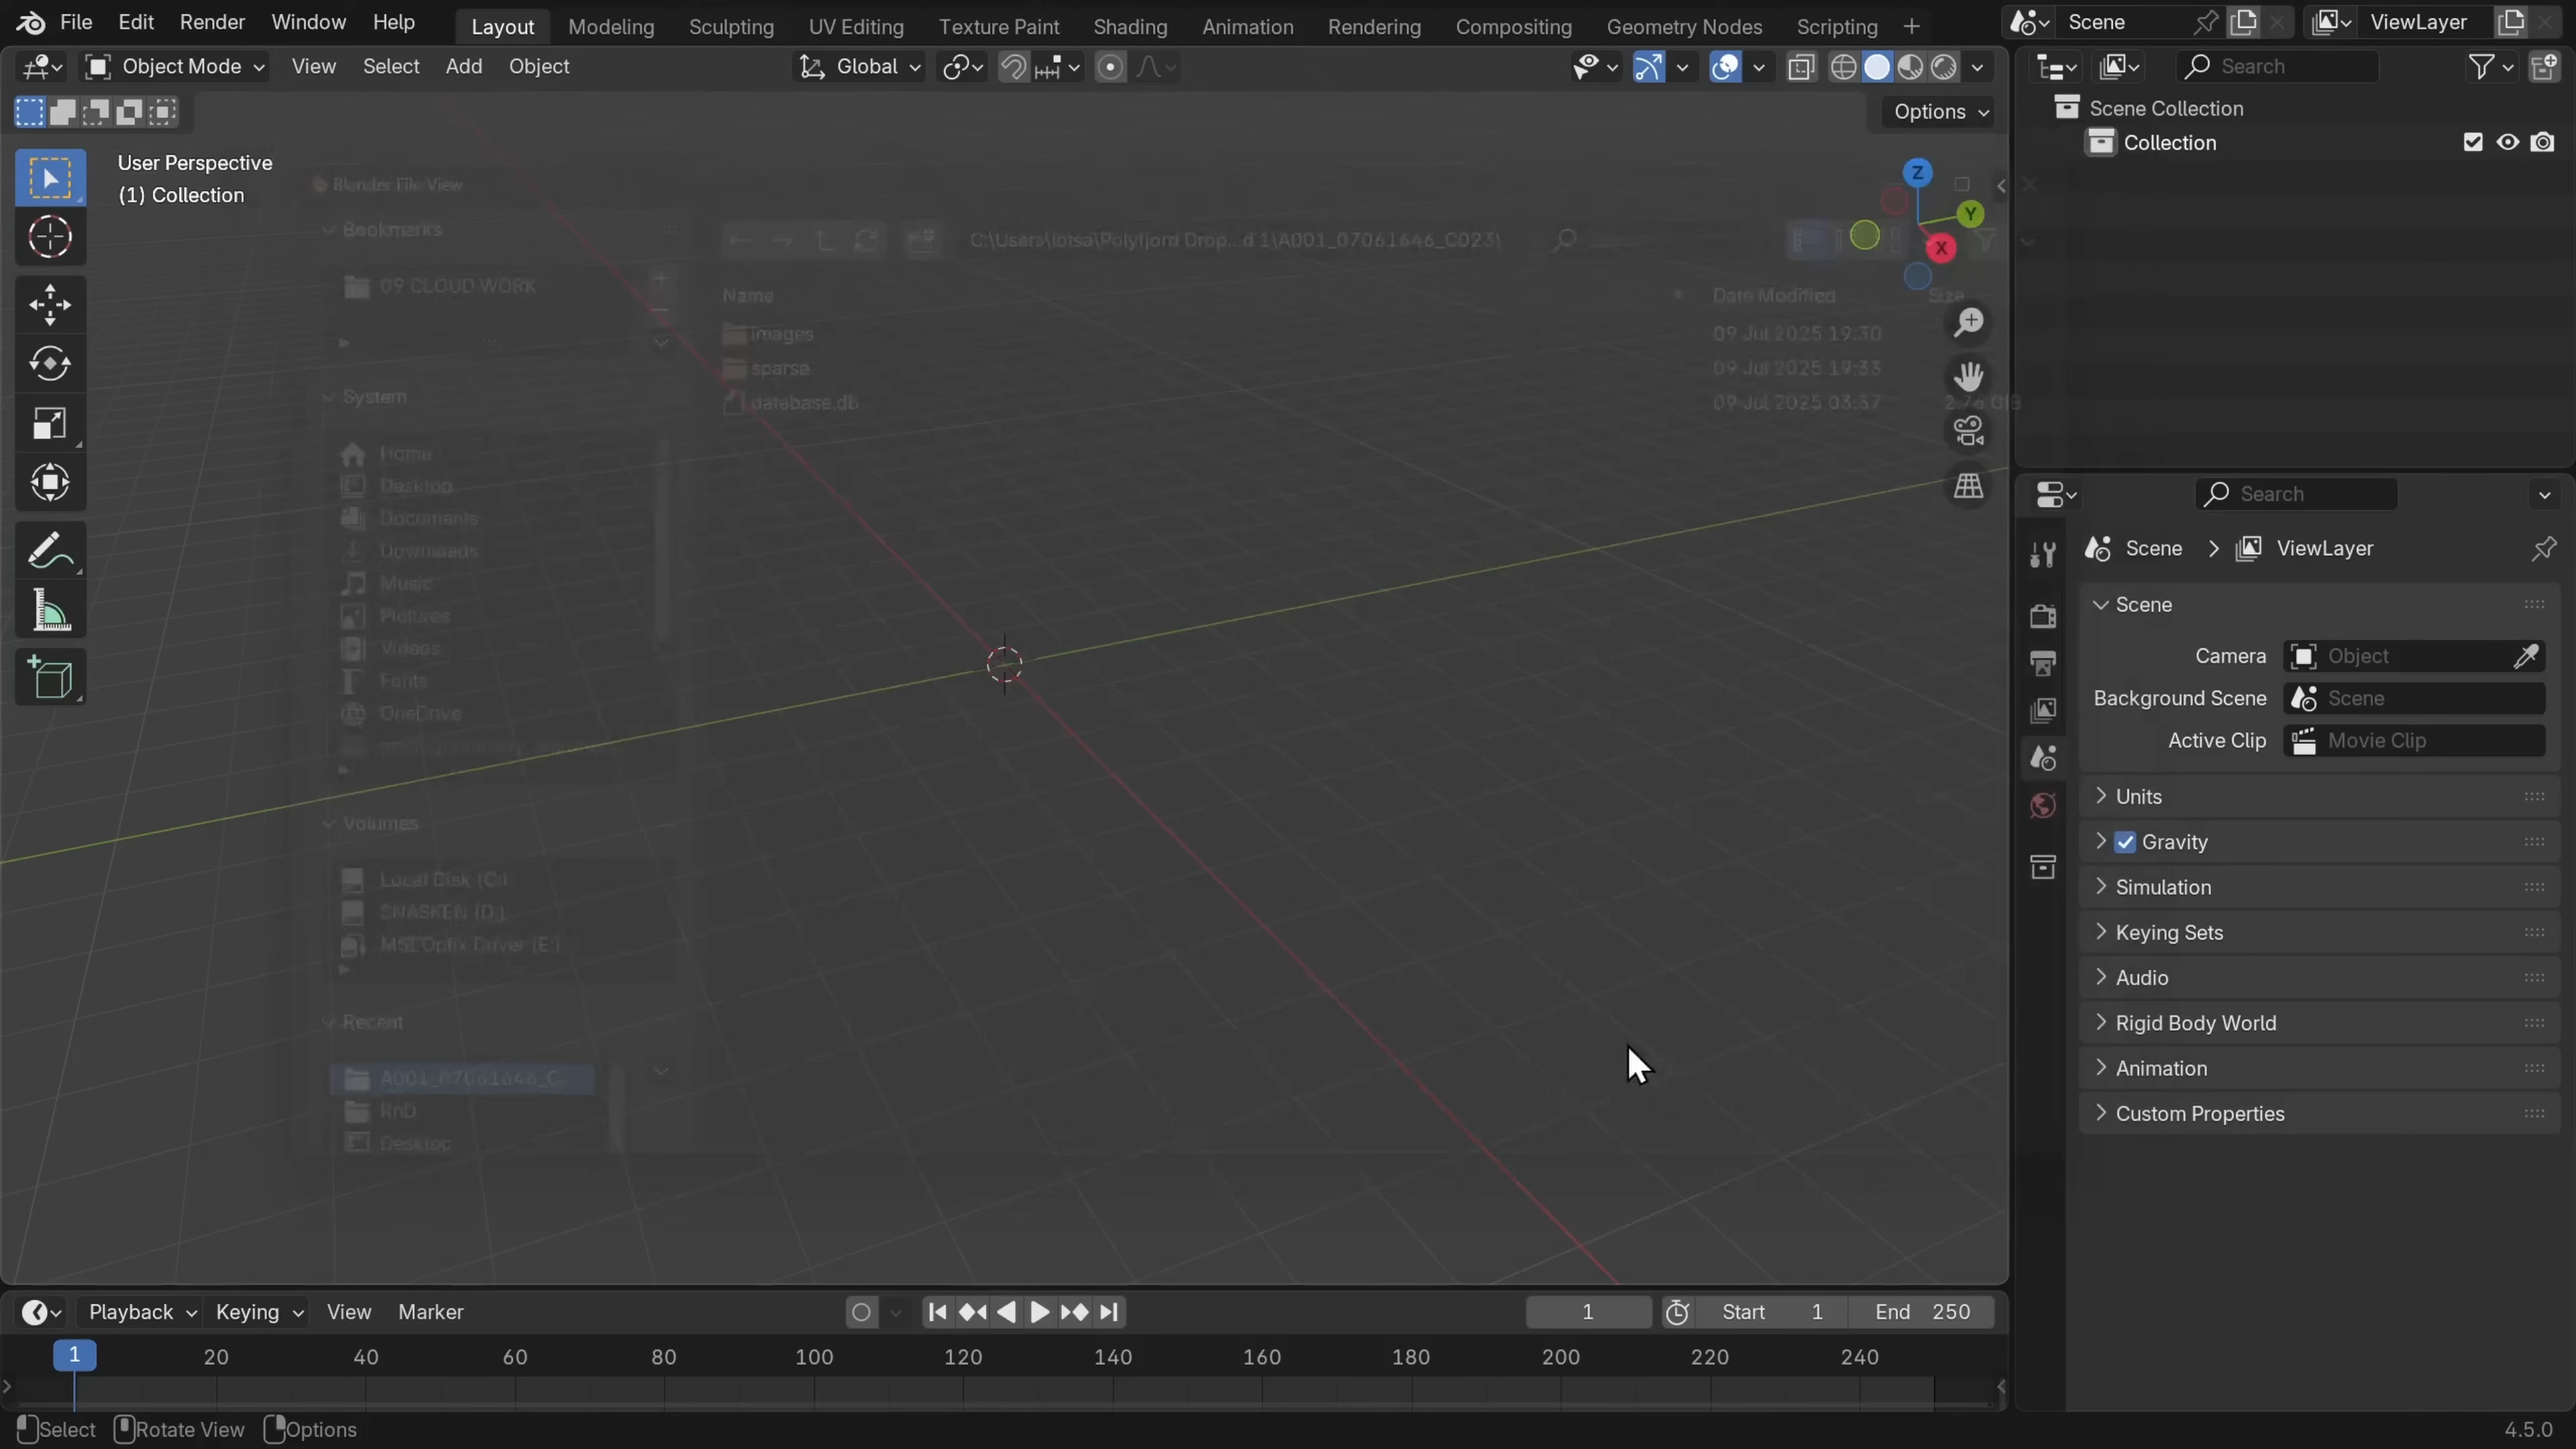 File Edit Render Window Help Layout Modeling Sculpting UV Editing Texture Paint Shading Animation Rendering Compositing Geometry Nodes Scripting + Scene ViewLayer
Object Mode View Select Add Object Global Search
Options
Scene Collection
Collection
User Perspective
(1) Collection
Z
Y
X
Blender File View
Bookmarks
C:\Users\lotsa\Polyfjord Drop...d 1\A001_07061646_C023\
09 CLOUD WORK
Name Date Modified Size
images 09 Jul 2025 19:30
sparse 09 Jul 2025 19:33
database.db 09 Jul 2025 03:37
System
Home
Desktop
Documents
Downloads
Music
Pictures
Videos
Fonts
OneDrive
Volumes
Local Disk (C:)
SNASKEN (D:)
MSI Optix Driver (E:)
Recent
A001_07061646_C...
RnD
Desktop
Search
Scene ViewLayer
Scene
Camera Object
Background Scene Scene
Active Clip Movie Clip
Units
Gravity
Simulation
Keying Sets
Audio
Rigid Body World
Animation
Custom Properties
Playback Keying View Marker 1 Start 1 End 250
1 20 40 60 80 100 120 140 160 180 200 220 240
Select Rotate View Options 4.5.0